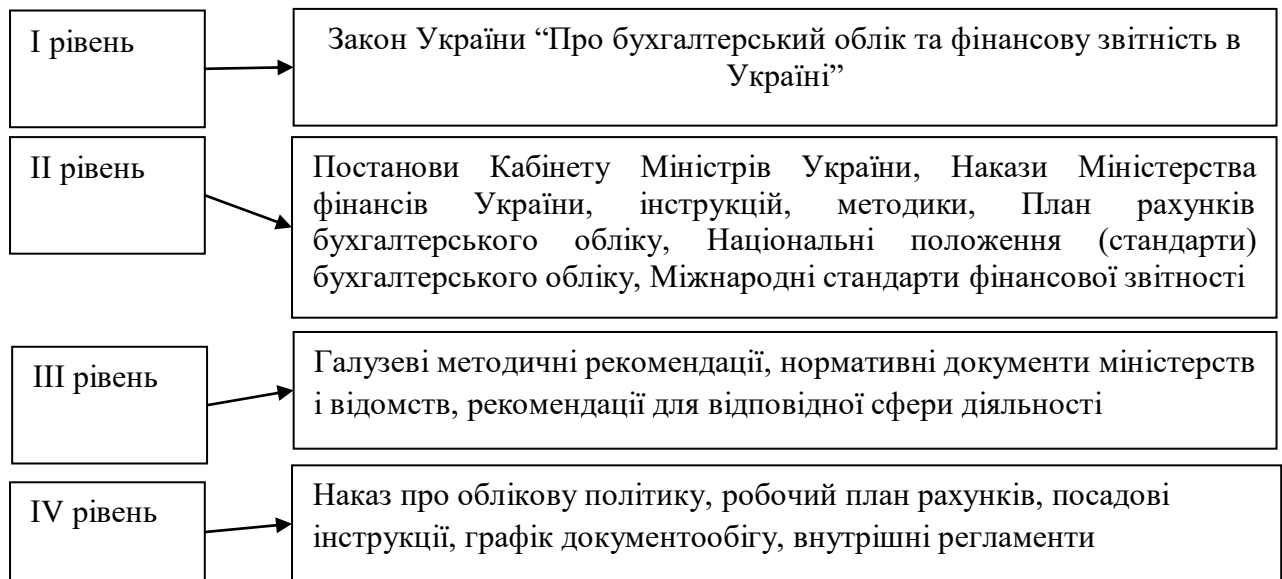 І рівень
Закон України “Про бухгалтерський облік та фінансову звітність в
Україні”
ІІ рівень
Постанови Кабінету Міністрів України, Накази Міністерства
фінансів України, інструкцій, методики, План рахунків
бухгалтерського обліку, Національні положення (стандарти)
бухгалтерського обліку, Міжнародні стандарти фінансової звітності
ІІІ рівень
Галузеві методичні рекомендації, нормативні документи міністерств
і відомств, рекомендації для відповідної сфери діяльності
IV рівень
Наказ про облікову політику, робочий план рахунків, посадові
інструкції, графік документообігу, внутрішні регламенти